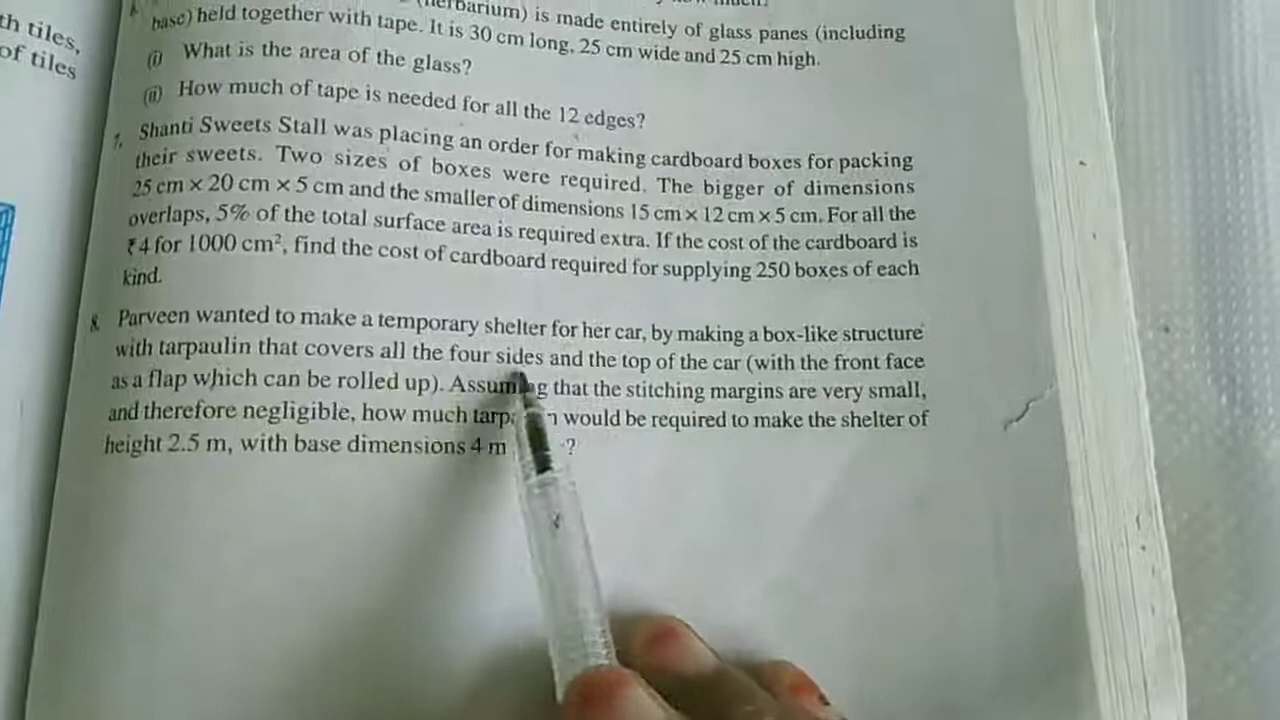 th tiles,
of tiles
(herbarium) is made entirely of glass panes (including
base) held together with tape. It is 30 cm long, 25 cm wide and 25 cm high.
(i) What is the area of the glass?
(ii) How much of tape is needed for all the 12 edges?
7. Shanti Sweets Stall was placing an order for making cardboard boxes for packing
their sweets. Two sizes of boxes were required. The bigger of dimensions
25 cm × 20 cm × 5 cm and the smaller of dimensions 15 cm × 12 cm × 5 cm. For all the
overlaps, 5% of the total surface area is required extra. If the cost of the cardboard is
₹4 for 1000 cm², find the cost of cardboard required for supplying 250 boxes of each
kind.
8. Parveen wanted to make a temporary shelter for her car, by making a box-like structure
with tarpaulin that covers all the four sides and the top of the car (with the front face
as a flap which can be rolled up). Assuming that the stitching margins are very small,
and therefore negligible, how much would be required to make the shelter of
height 2.5 m, with base dimensions 4 m ?